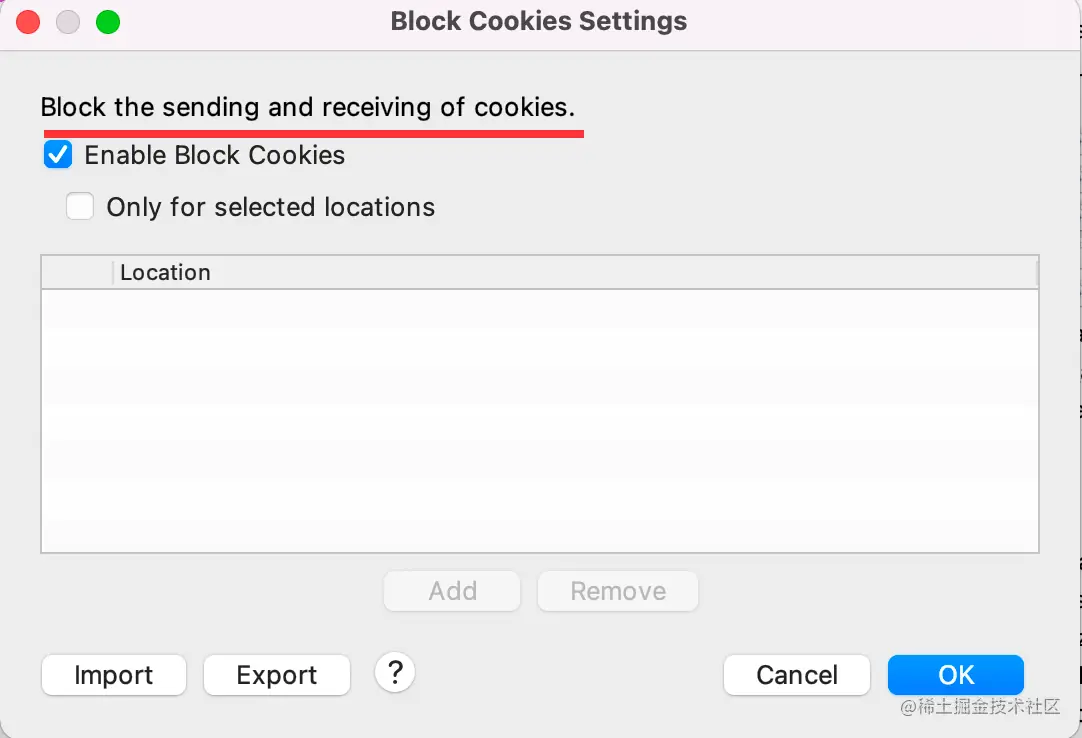 Block Cookies Settings
Block the sending and receiving of cookies.
Enable Block Cookies
Only for selected locations
Location
Add Remove
Import Export ? Cancel OK
@稀土掘金技术社区